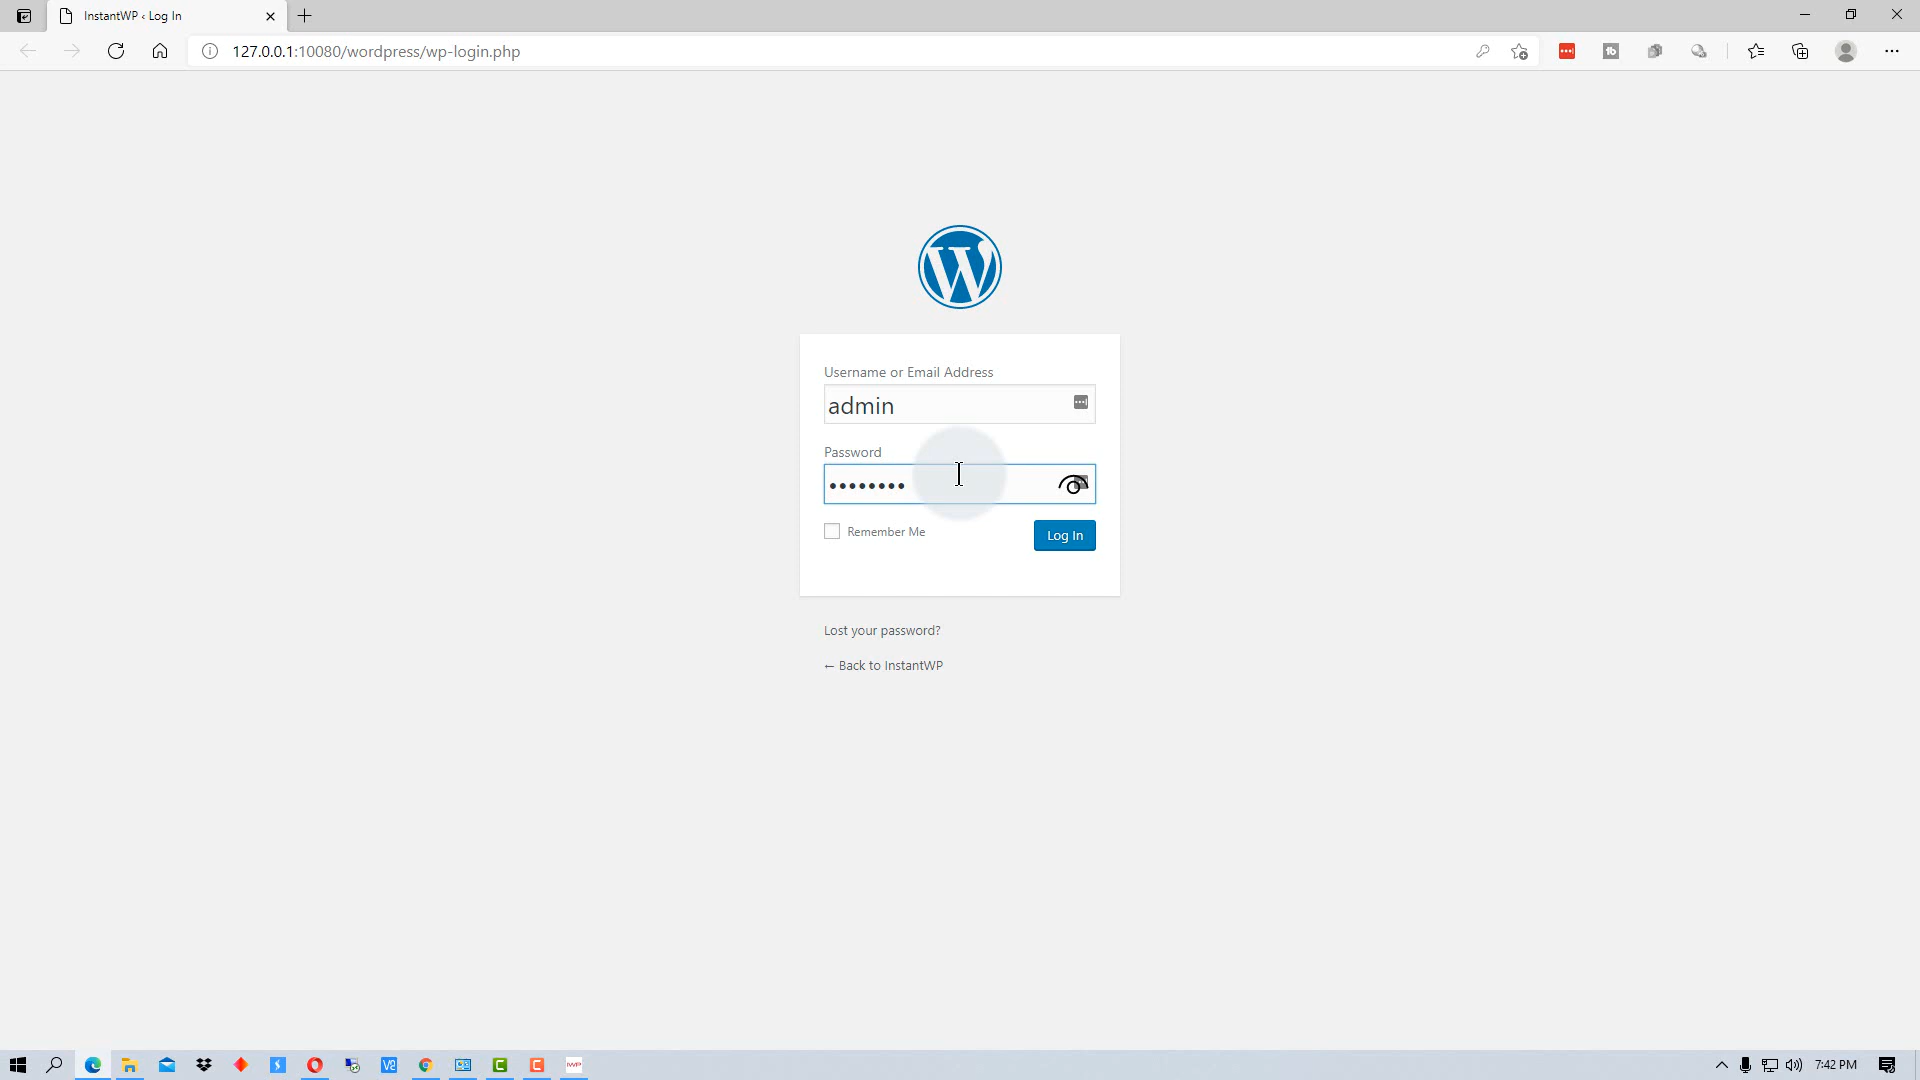 InstantWP ‹ Log In
127.0.0.1:10080/wordpress/wp-login.php
Username or Email Address
admin
Password
••••••••
Remember Me
Log In
Lost your password?
← Back to InstantWP
7:42 PM